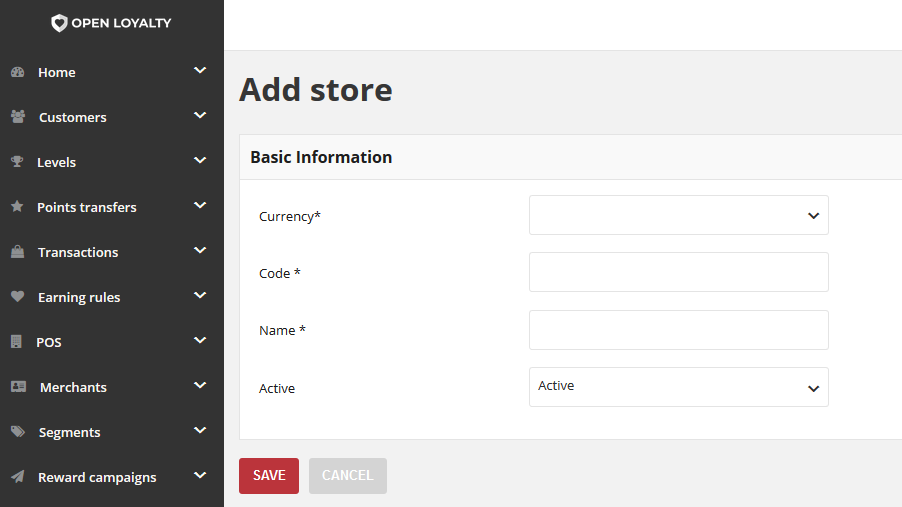 OPEN LOYALTY
Home
Customers
Levels
Points transfers
Transactions
Earning rules
POS
Merchants
Segments
Reward campaigns
Add store
Basic Information
Currency*
Code *
Name *
Active
Active
SAVE
CANCEL